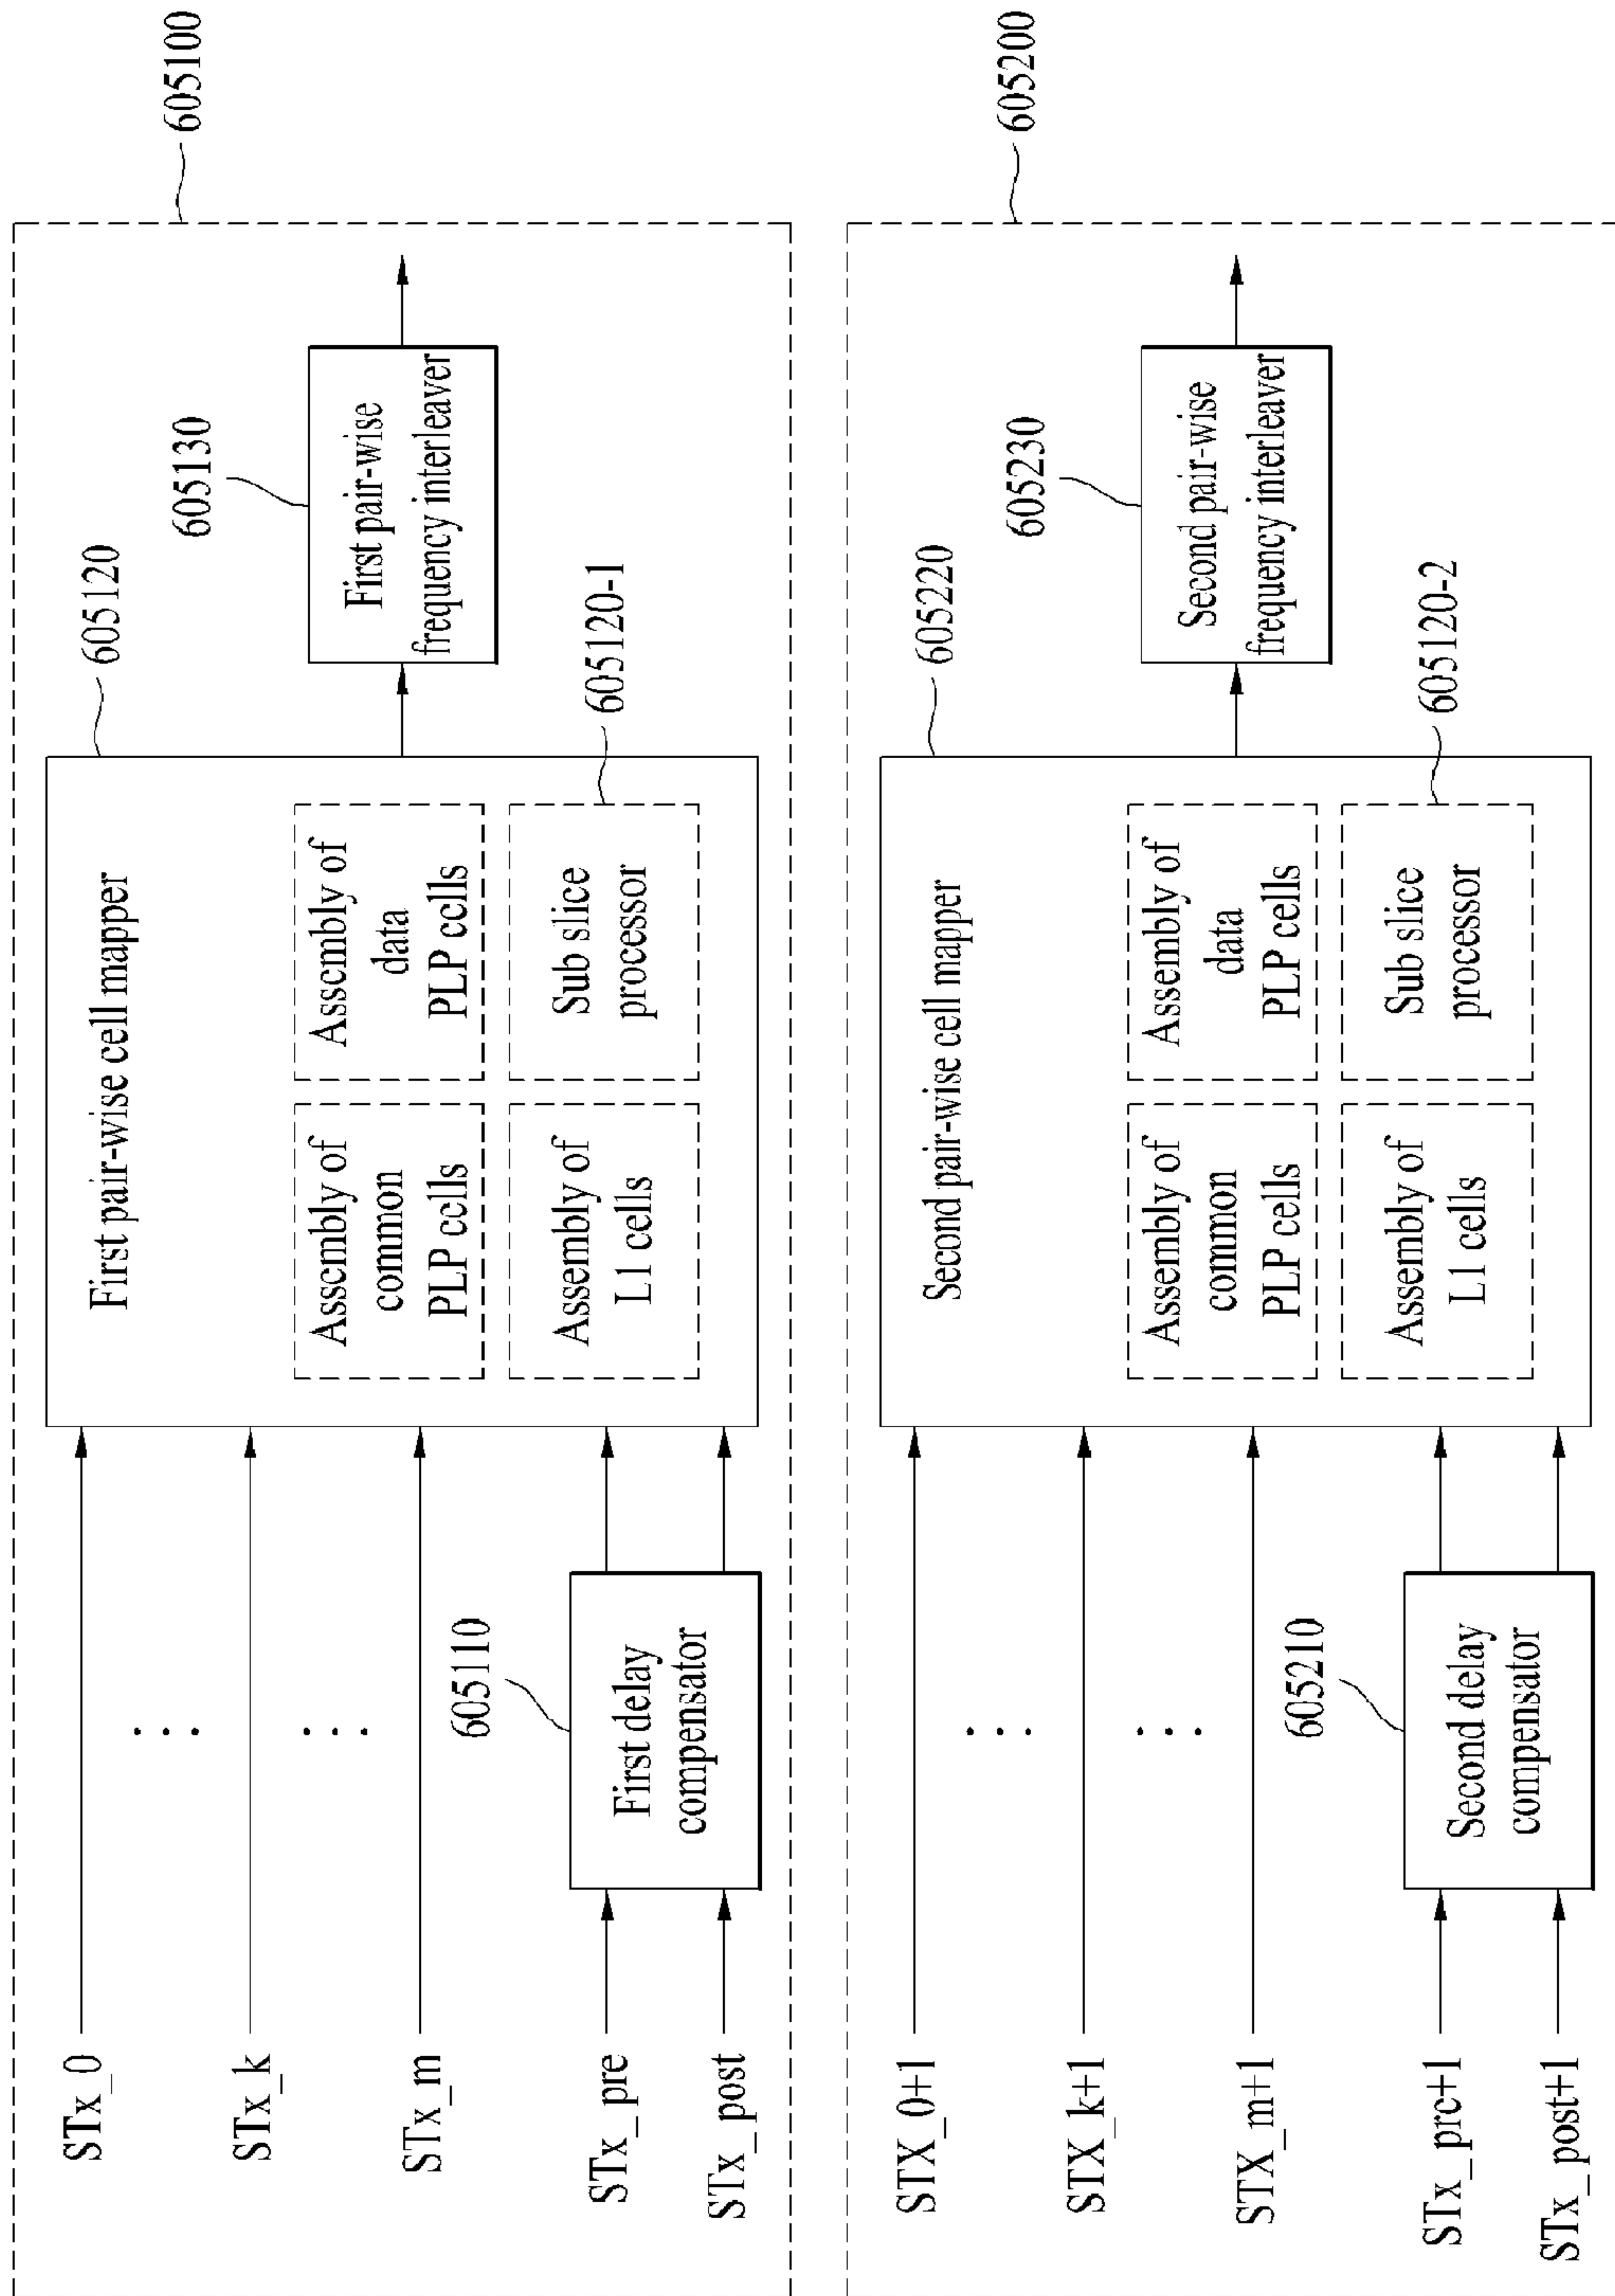 605100
605120
First pair-wise cell mapper
605130
First pair-wise
frequency interleaver
Assembly of
common
PLP cells
Assembly of
data
PLP cells
Assembly of
L1 cells
Sub slice
processor
605120-1
STx_0
STx_k
STx_m
STx_pre
STx_post
605110
First delay
compensator
605200
605220
Second pair-wise cell mapper
605230
Second pair-wise
frequency interleaver
Assembly of
common
PLP cells
Assembly of
data
PLP cells
Assembly of
L1 cells
Sub slice
processor
605120-2
STX_0+1
STX_k+1
STX_m+1
STx_pre+1
STx_post+1
605210
Second delay
compensator